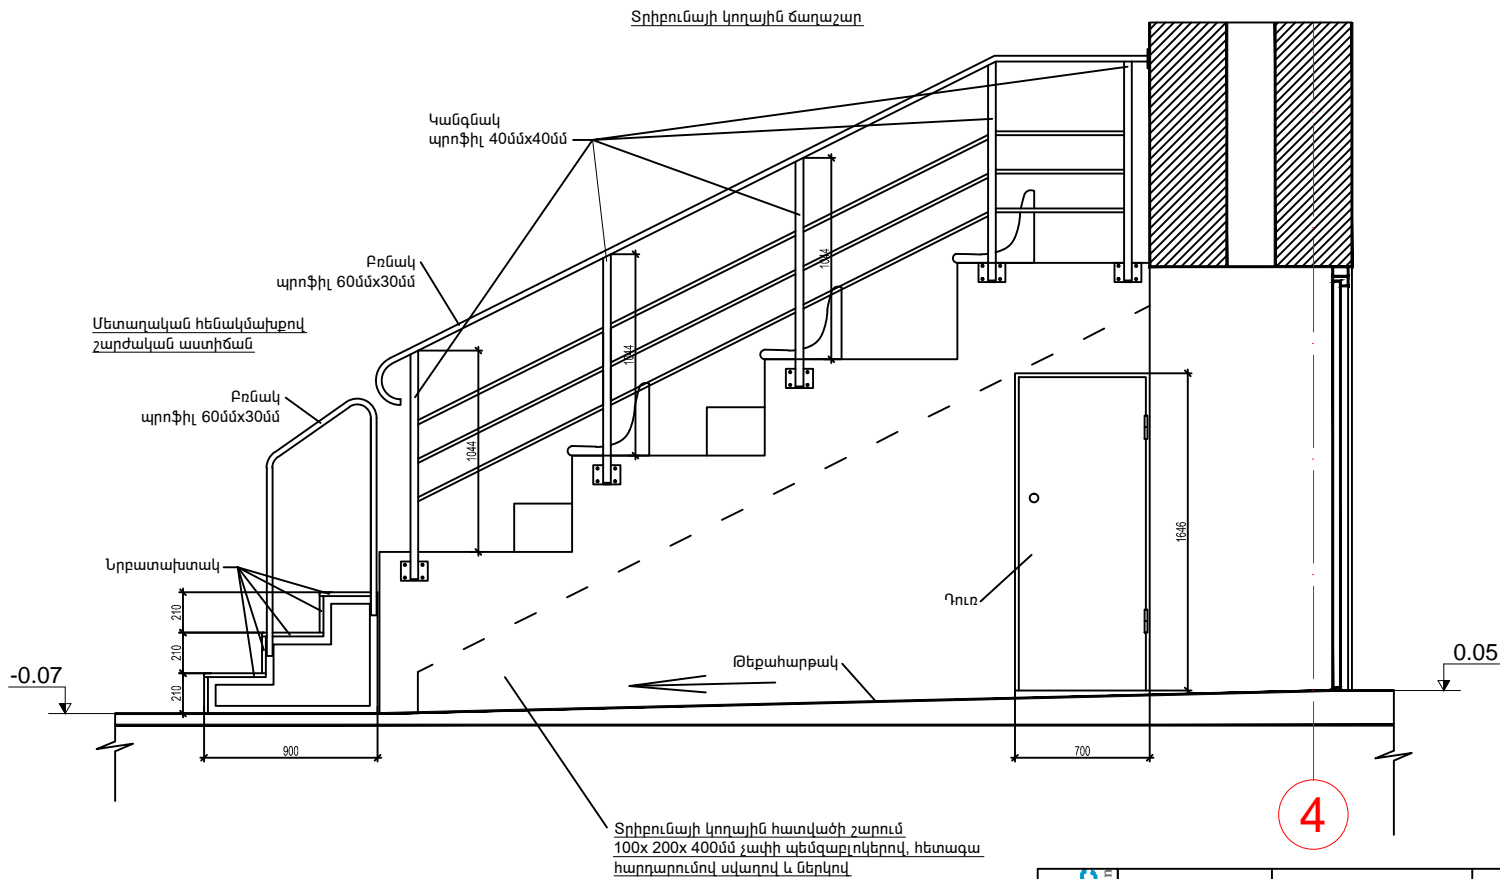 Տրիբունայի կողային ճաղաշար
Կանգնակ
պրոֆիլ 40մմx40մմ
Բռնակ
պրոֆիլ 60մմx30մմ
Մետաղական հենակմախքով
շարժական աստիճան
Բռնակ
պրոֆիլ 60մմx30մմ
1044
1044
1044
1044
Նրբատախտակ
210
210
210
Դուռ
1646
Թեքահարթակ
-0.07
0.05
900
700
4
Տրիբունայի կողային հատվածի շարում
100x 200x 400մմ չափի պեմզաբլոկերով, հետագա
հարդարումով սվաղով և ներկով